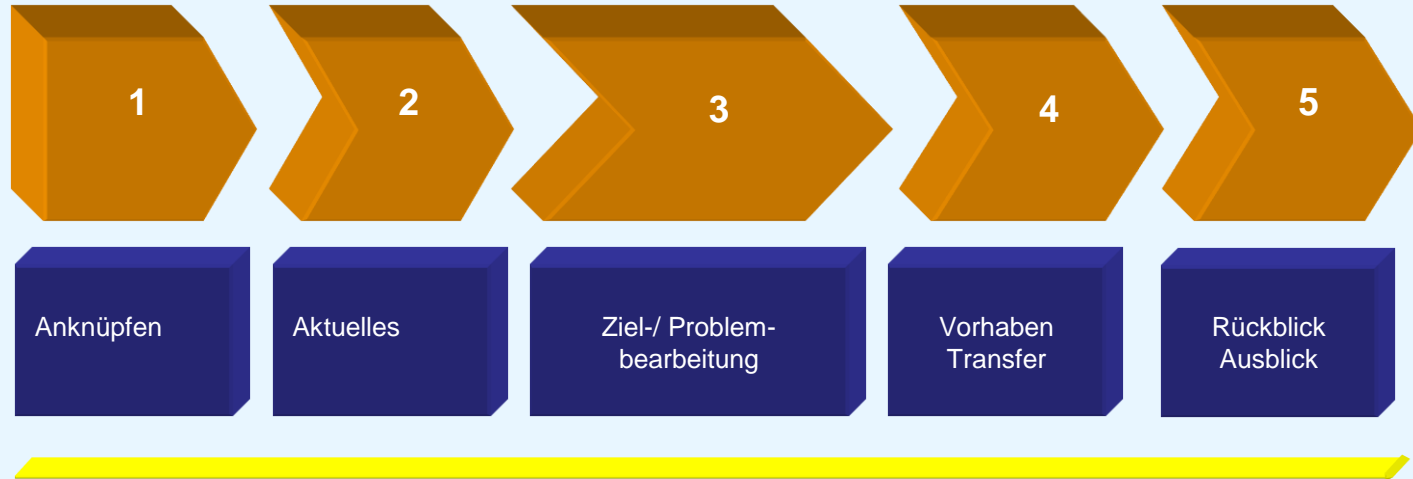 1
2
3
4
5
Anknüpfen
Aktuelles
Ziel-/ Problem-
bearbeitung
Vorhaben
Transfer
Rückblick
Ausblick